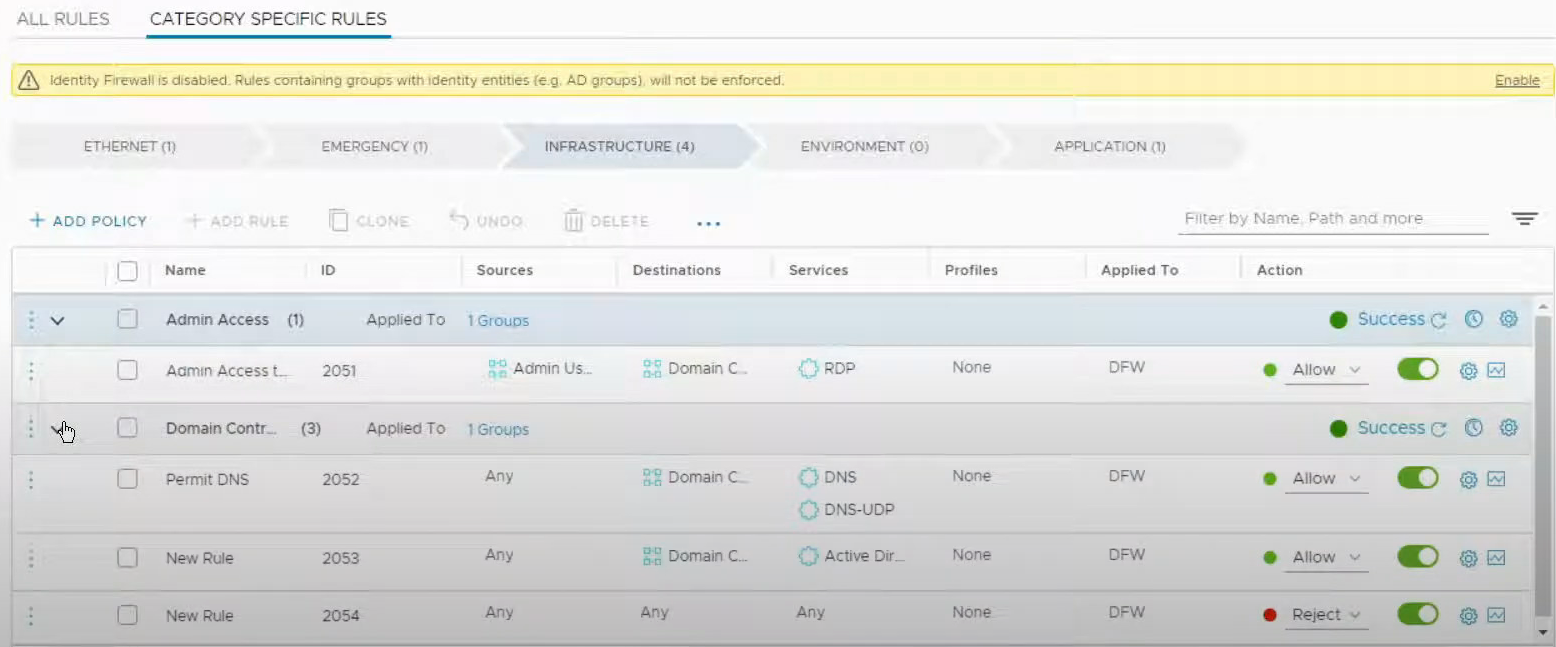 ALL RULES CATEGORY SPECIFIC RULES
Identity Firewall is disabled. Rules containing groups with identity entities (e.g. AD groups), will not be enforced. Enable
ETHERNET (1) EMERGENCY (1) INFRASTRUCTURE (4) ENVIRONMENT (0) APPLICATION (1)
+ ADD POLICY + ADD RULE CLONE UNDO DELETE ... Filter by Name, Path and more
Name ID Sources Destinations Services Profiles Applied To Action
Admin Access (1) Applied To 1 Groups Success
Admin Access t... 2051 Admin Us... Domain C... RDP None DFW Allow
Domain Contr... (3) Applied To 1 Groups Success
Permit DNS 2052 Any Domain C... DNS None DFW Allow
DNS-UDP
New Rule 2053 Any Domain C... Active Dir... None DFW Allow
New Rule 2054 Any Any Any None DFW Reject